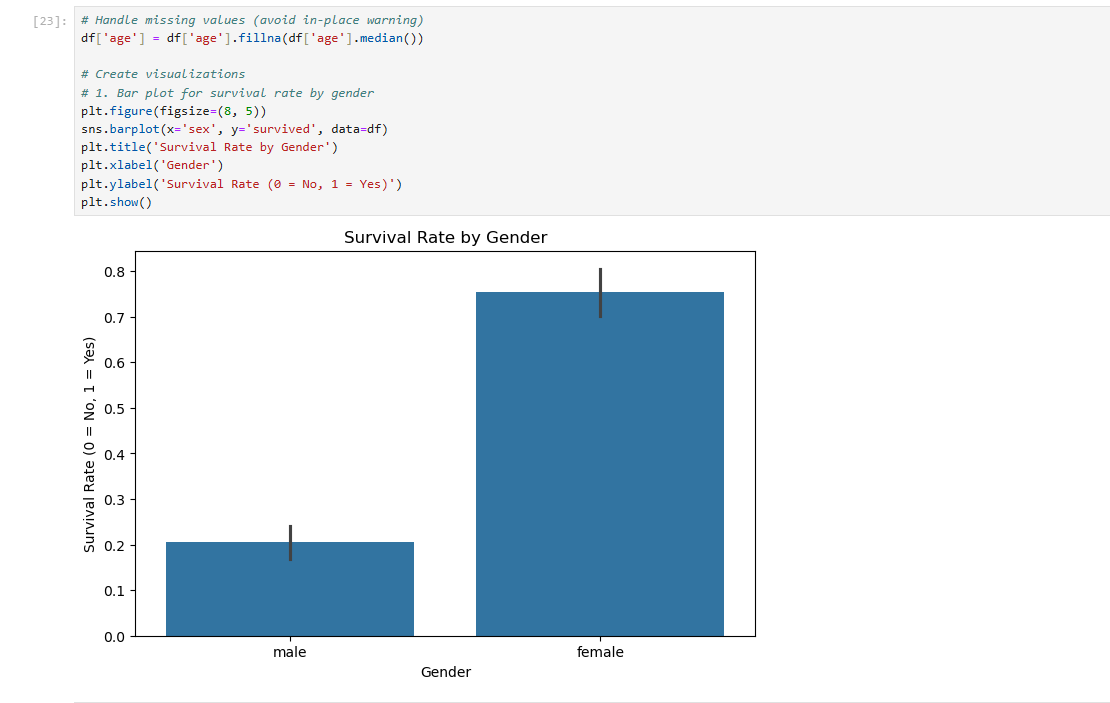 [23]: # Handle missing values (avoid in-place warning)
df['age'] = df['age'].fillna(df['age'].median())
# Create visualizations
# 1. Bar plot for survival rate by gender
plt.figure(figsize=(8, 5))
sns.barplot(x='sex', y='survived', data=df)
plt.title('Survival Rate by Gender')
plt.xlabel('Gender')
plt.ylabel('Survival Rate (0 = No, 1 = Yes)')
plt.show()
Survival Rate by Gender
Survival Rate (0 = No, 1 = Yes)
0.8
0.7
0.6
0.5
0.4
0.3
0.2
0.1
0.0
male female
Gender